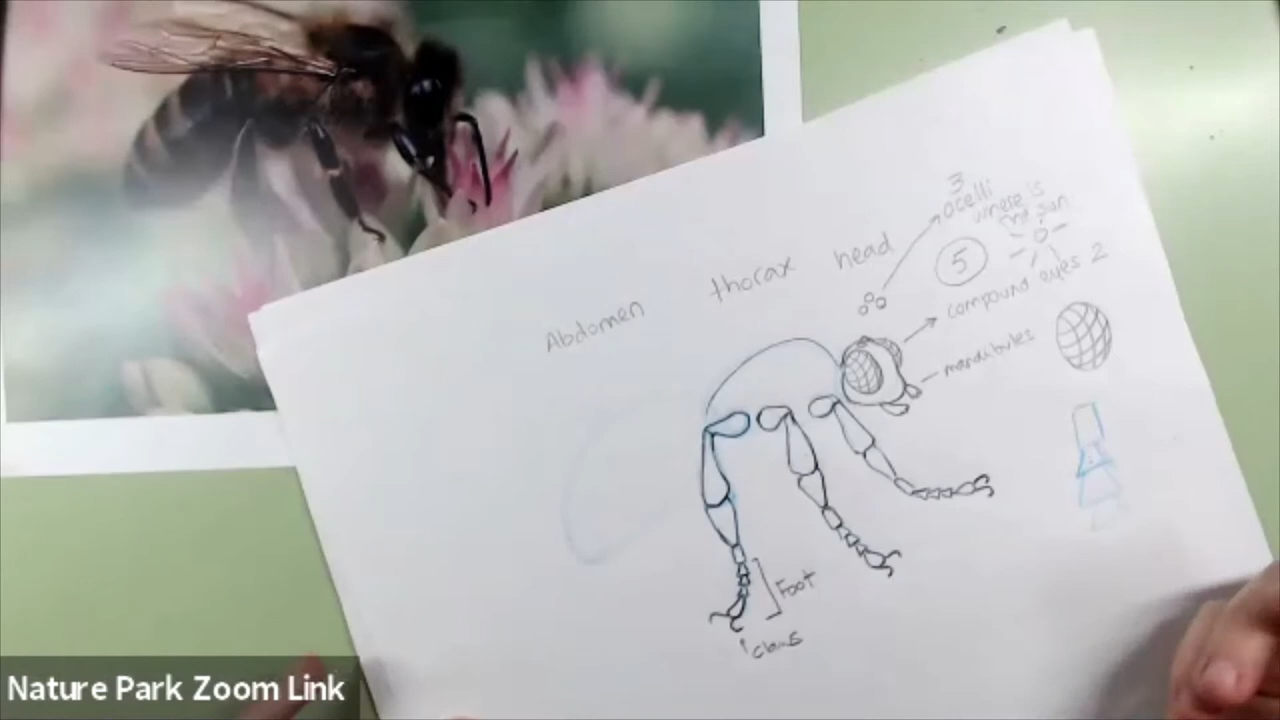 3
ocelli
where is
the sun
5
Abdomen thorax head
compound eyes 2
mandibules
Foot
claws
Nature Park Zoom Link